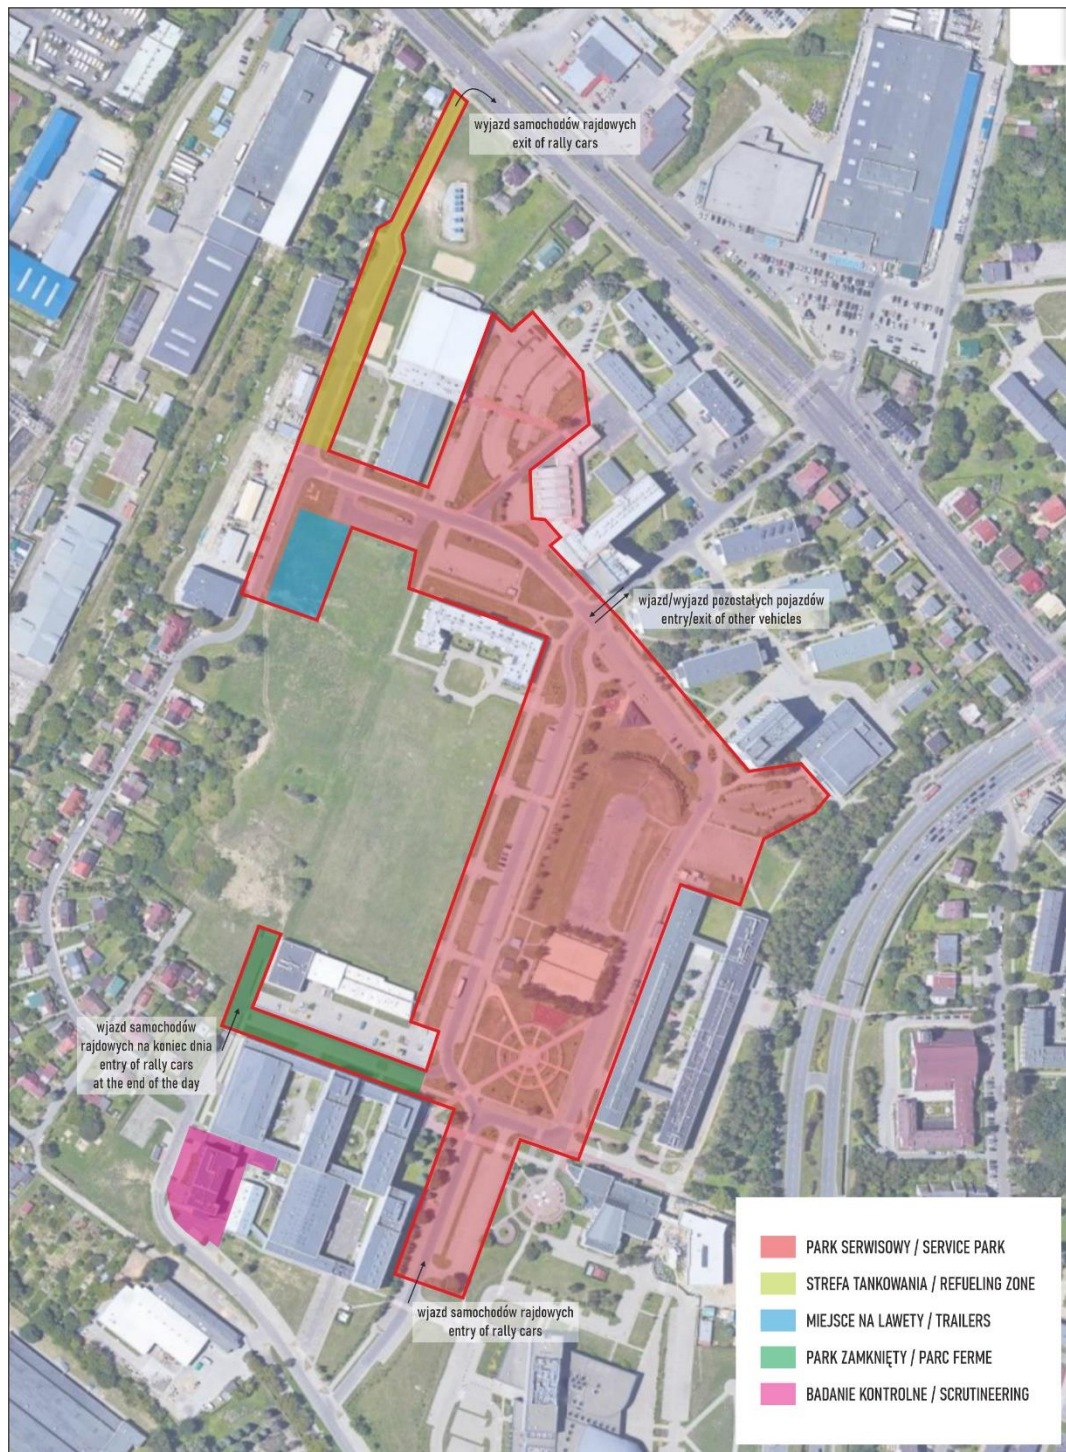 wyjazd samochodów rajdowych
exit of rally cars
wjazd/wyjazd pozostałych pojazdów
entry/exit of other vehicles
wjazd samochodów
rajdowych na koniec dnia
entry of rally cars
at the end of the day
wjazd samochodów rajdowych
entry of rally cars
PARK SERWISOWY / SERVICE PARK
STREFA TANKOWANIA / REFUELING ZONE
MIEJSCE NA LAWETY / TRAILERS
PARK ZAMKNIĘTY / PARC FERME
BADANIE KONTROLNE / SCRUTINEERING